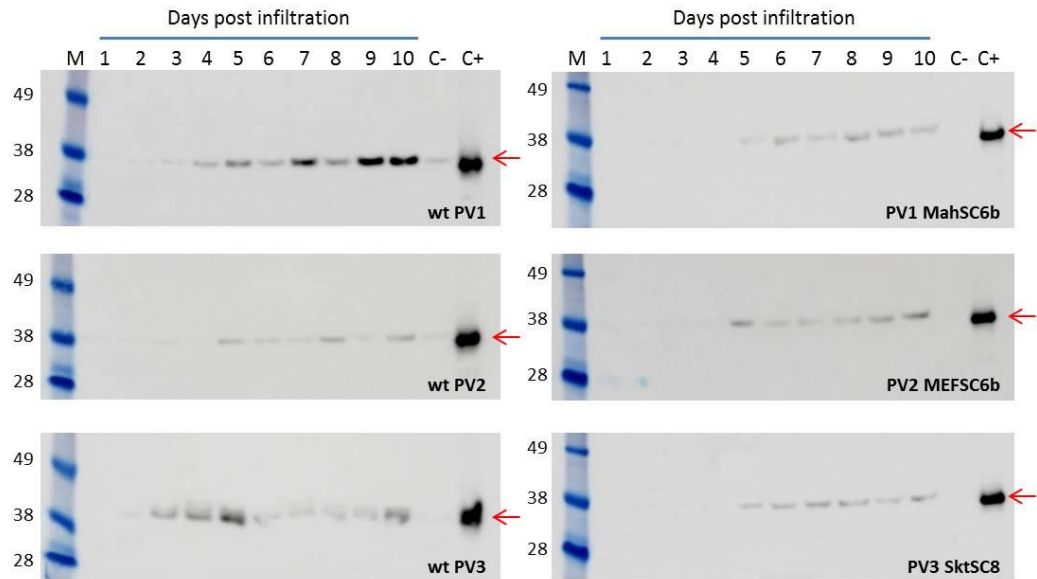 Days post infiltration
M 1 2 3 4 5 6 7 8 9 10 C- C+
49
38
28
wt PV1
49
38
28
wt PV2
49
38
28
wt PV3
Days post infiltration
M 1 2 3 4 5 6 7 8 9 10 C- C+
49
38
28
PV1 MahSC6b
49
38
28
PV2 MEFSC6b
49
38
28
PV3 SktSC8